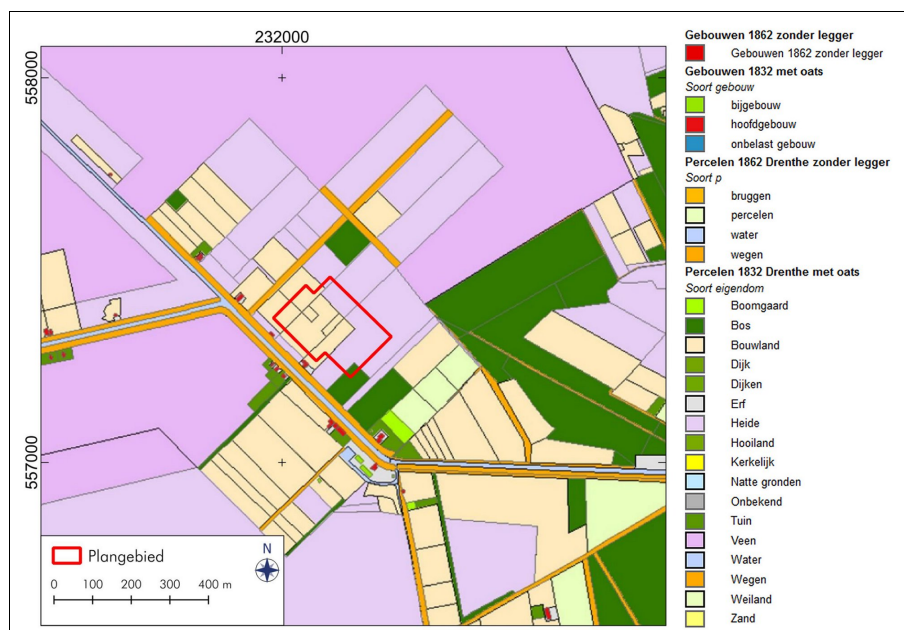 232000
558000
557000
Plangebied
N
0 100 200 300 400 m
Gebouwen 1862 zonder legger
Gebouwen 1862 zonder legger
Gebouwen 1832 met oats
Soort gebouw
bijgebouw
hoofdgebouw
onbelast gebouw
Percelen 1862 Drenthe zonder legger
Soort p
bruggen
percelen
water
wegen
Percelen 1832 Drenthe met oats
Soort eigendom
Boomgaard
Bos
Bouwland
Dijk
Dijken
Erf
Heide
Hooiland
Kerkelijk
Natte gronden
Onbekend
Tuin
Veen
Water
Wegen
Weiland
Zand